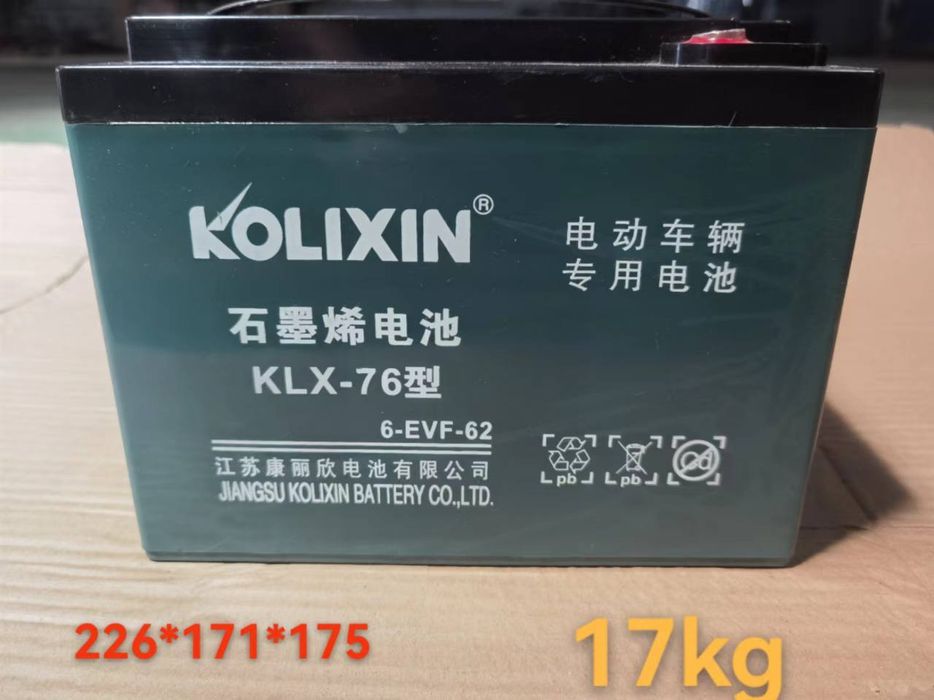 KOLIXIN®
电动车辆
专用电池
石墨烯电池
KLX-76型
6-EVF-62
江苏康丽欣电池有限公司
JIANGSU KOLIXIN BATTERY CO.,LTD.
pb
pb
Cd
226*171*175
17kg